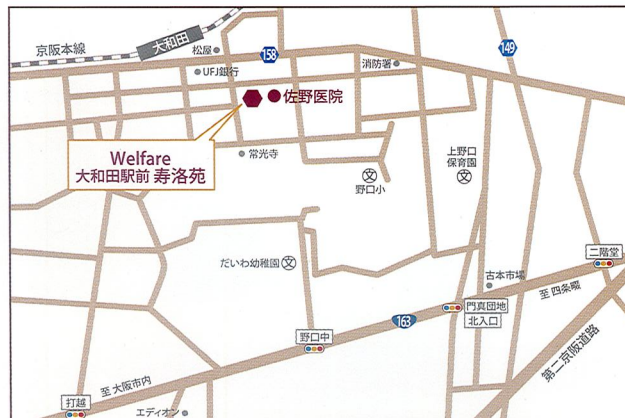 京阪本線
大和田
松屋
158
149
UFJ銀行
消防署
佐野医院
Welfare
大和田駅前 寿洛苑
常光寺
上野口
保育園
文
文
野口小
だいわ幼稚園
文
二階堂
古本市場
至 四条畷
門真団地
北入口
163
野口中
第二京阪道路
至 大阪市内
打越
エディオン